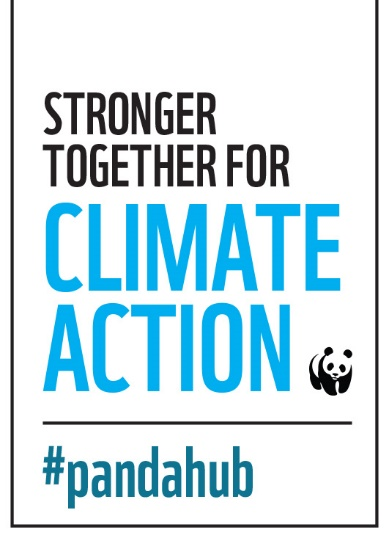 STRONGER
TOGETHER FOR
CLIMATE
ACTION
#pandahub